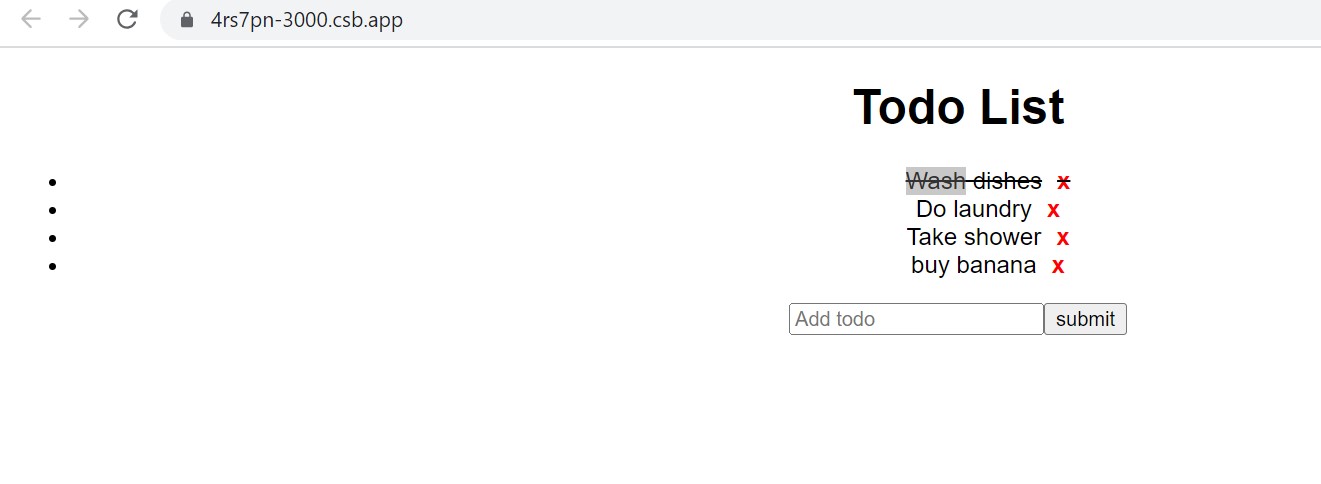 4rs7pn-3000.csb.app
Todo List
• Wash dishes x
• Do laundry x
• Take shower x
• buy banana x
Add todo submit